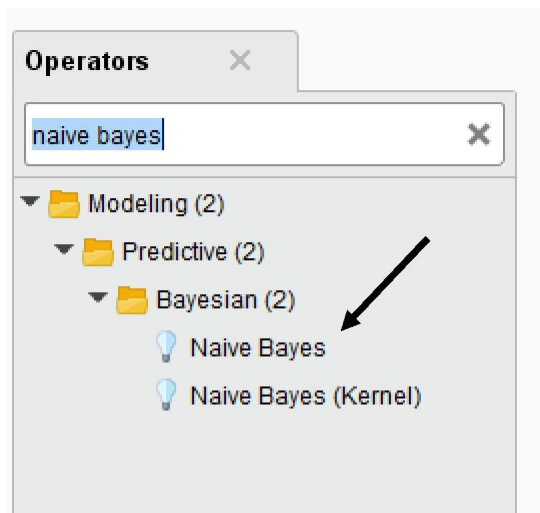 Operators
naive bayes
Modeling (2)
Predictive (2)
Bayesian (2)
Naive Bayes
Naive Bayes (Kernel)